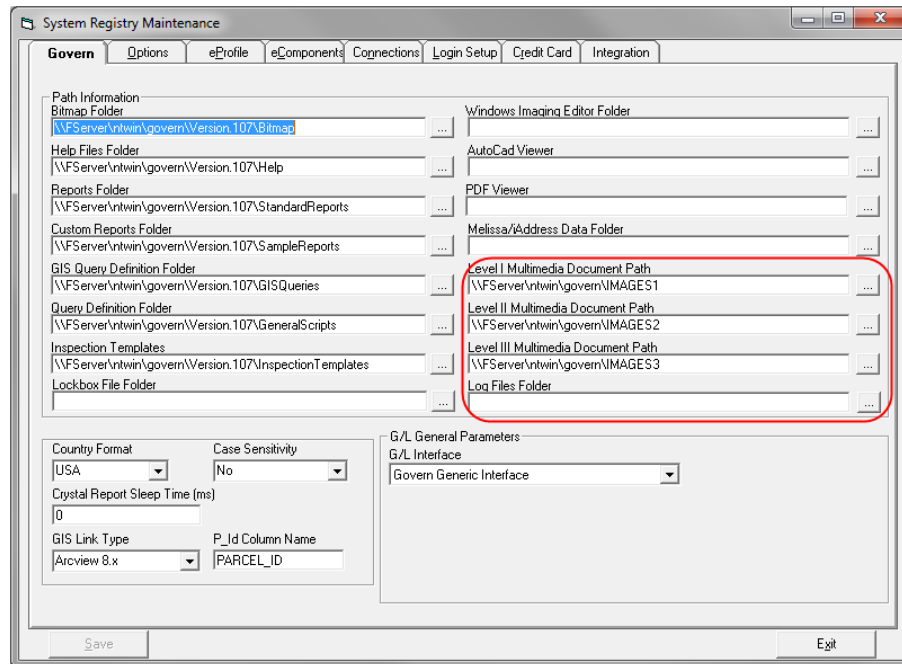 System Registry Maintenance
Govern Options eProfile eComponents Connections Login Setup Credit Card Integration
Path Information
Bitmap Folder
\\FServer\ntwin\govern\Version.107\Bitmap
...
Help Files Folder
\\FServer\ntwin\govern\Version.107\Help
...
Reports Folder
\\FServer\ntwin\govern\Version.107\StandardReports
...
Custom Reports Folder
\\FServer\ntwin\govern\Version.107\SampleReports
...
GIS Query Definition Folder
\\FServer\ntwin\govern\Version.107\GISQueries
...
Query Definition Folder
\\FServer\ntwin\govern\Version.107\GeneralScripts
...
Inspection Templates
\\FServer\ntwin\govern\Version.107\InspectionTemplates
...
Lockbox File Folder
...
Windows Imaging Editor Folder
...
AutoCad Viewer
...
PDF Viewer
...
Melissa/iAddress Data Folder
...
Level I Multimedia Document Path
\\FServer\ntwin\govern\IMAGES1
...
Level II Multimedia Document Path
\\FServer\ntwin\govern\IMAGES2
...
Level III Multimedia Document Path
\\FServer\ntwin\govern\IMAGES3
...
Log Files Folder
...
Country Format
USA
Case Sensitivity
No
Crystal Report Sleep Time (ms)
0
GIS Link Type
Arcview 8.x
P_Id Column Name
PARCEL_ID
G/L General Parameters
G/L Interface
Govern Generic Interface
Save
Exit